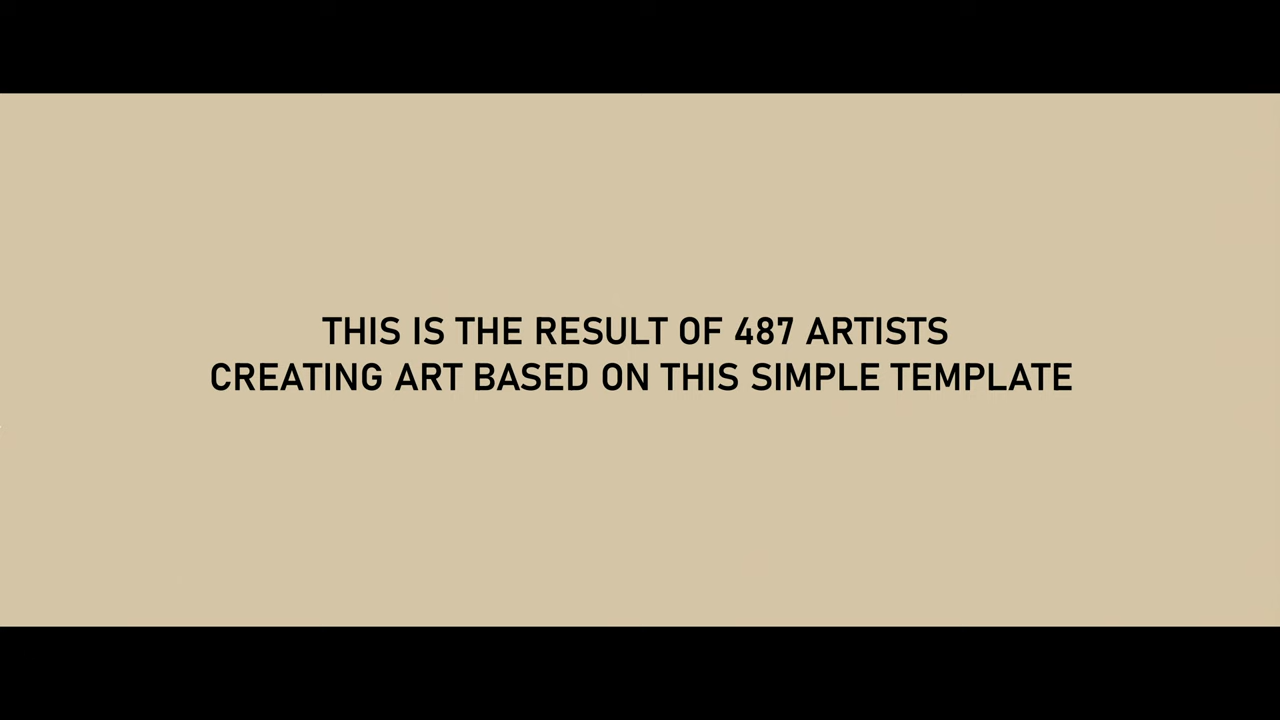 THIS IS THE RESULT OF 487 ARTISTS
CREATING ART BASED ON THIS SIMPLE TEMPLATE